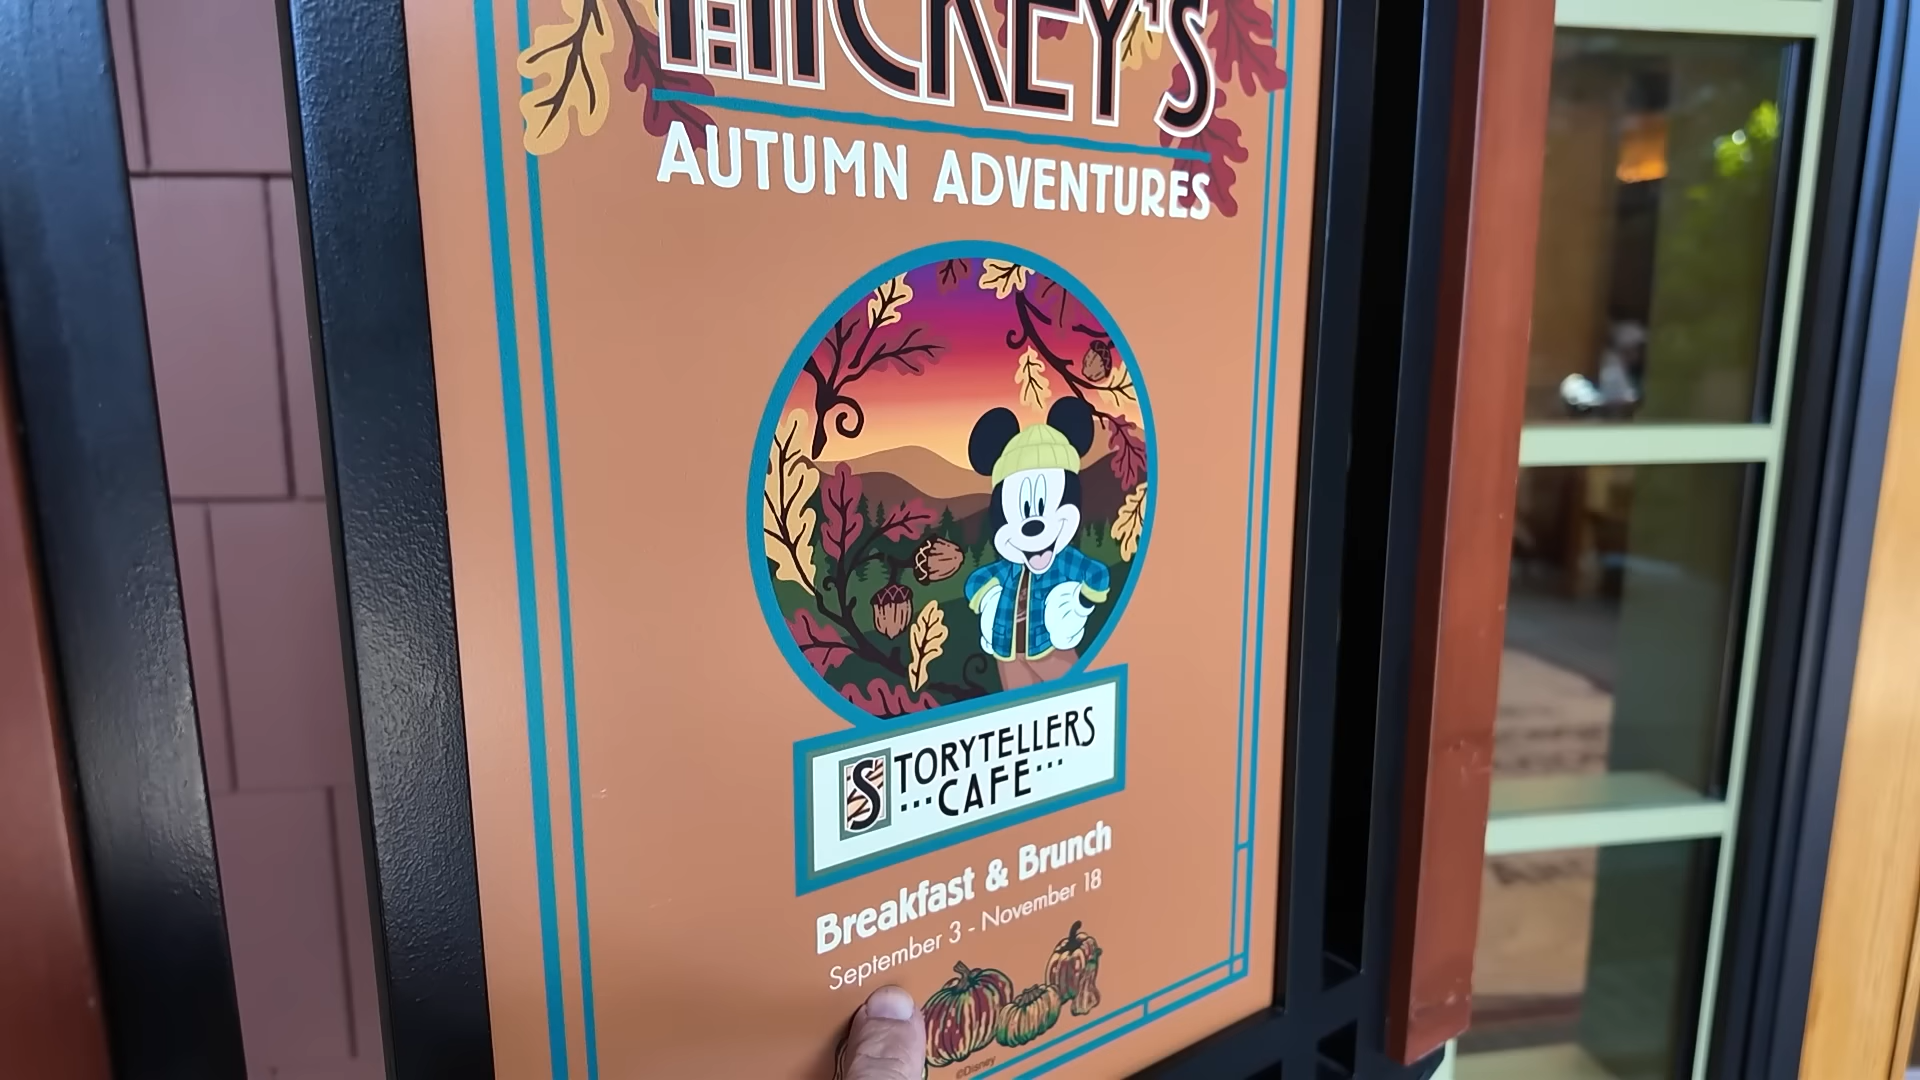 MICKEY'S
AUTUMN ADVENTURES
STORYTELLERS
CAFE
Breakfast & Brunch
September 3 - November 18
©Disney